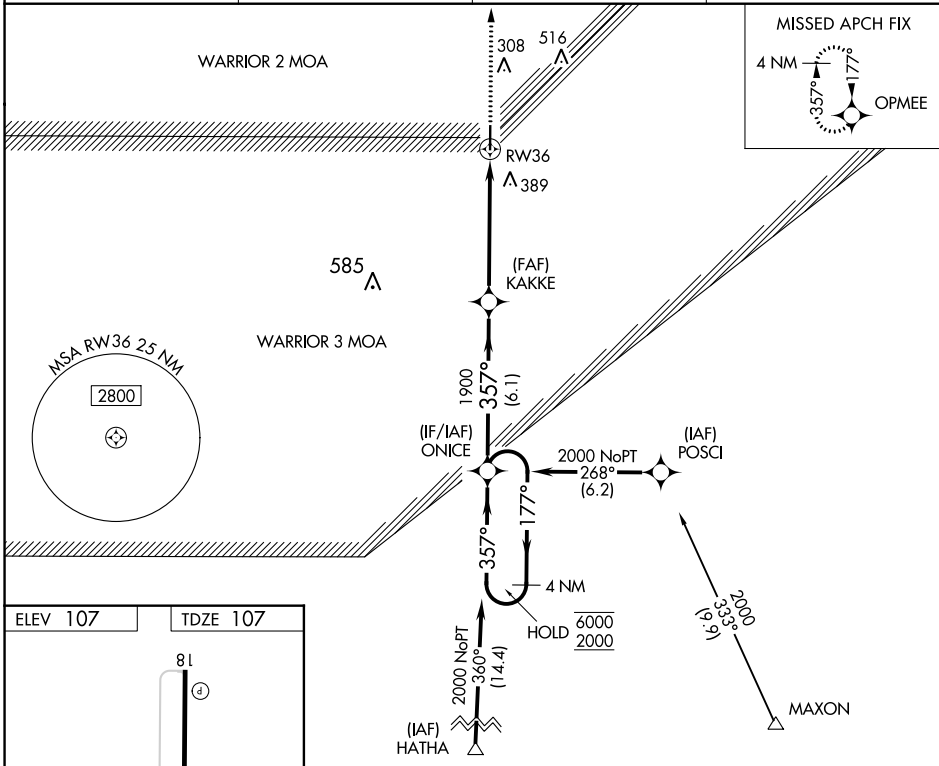 WARRIOR 2 MOA
308
516
MISSED APCH FIX
4 NM
357°
177°
OPMEE
RW36
389
585
(FAF)
KAKKE
WARRIOR 3 MOA
MSA RW36 25 NM
2800
1900
357°
(6.1)
(IF/IAF)
ONICE
2000 NoPT
268°
(6.2)
(IAF)
POSCI
357°
177°
4 NM
HOLD
6000
2000
2000
333°
(9.9)
2000 NoPT
360°
(14.4)
MAXON
(IAF)
HATHA
ELEV 107
TDZE 107
18
P